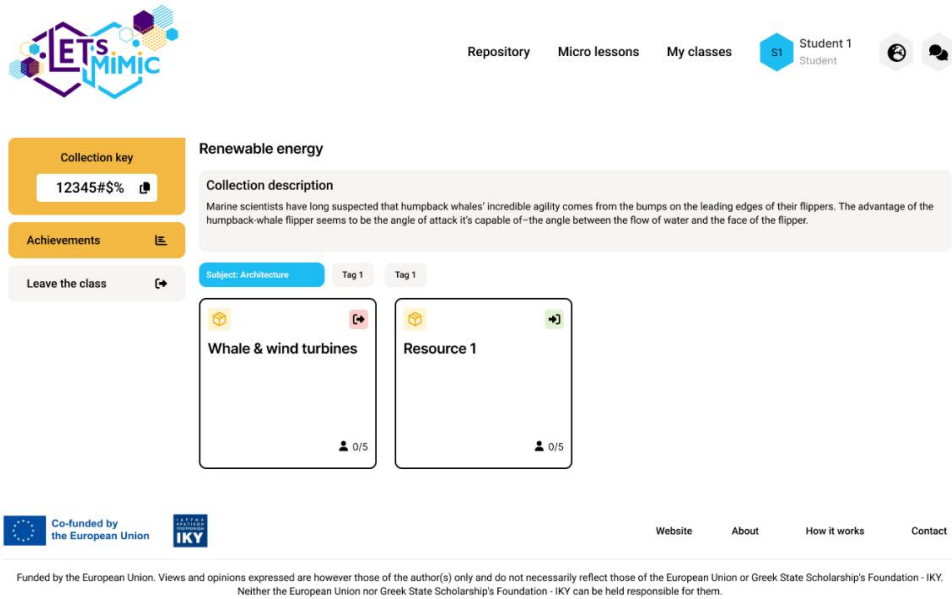 LET'S
MiMiC
Repository
Micro lessons
My classes
S1
Student 1
Student
Collection key
12345#$%
Achievements
Leave the class
Renewable energy
Collection description
Marine scientists have long suspected that humpback whales' incredible agility comes from the bumps on the leading edges of their flippers. The advantage of the
humpback-whale flipper seems to be the angle of attack it's capable of–the angle between the flow of water and the face of the flipper.
Subject: Architecture
Tag 1
Tag 1
Whale & wind turbines
0/5
Resource 1
0/5
Co-funded by
the European Union
IKY
Website
About
How it works
Contact
Funded by the European Union. Views and opinions expressed are however those of the author(s) only and do not necessarily reflect those of the European Union or Greek State Scholarship's Foundation - IKY.
Neither the European Union nor Greek State Scholarship's Foundation - IKY can be held responsible for them.